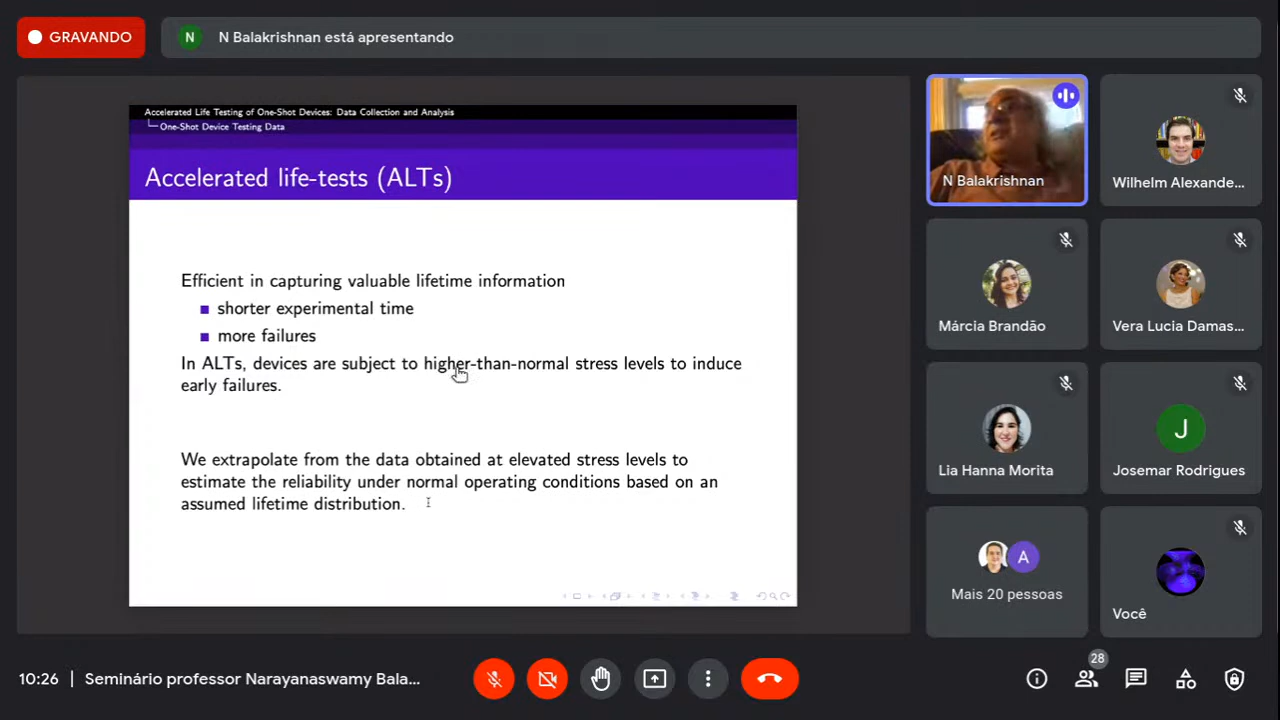 GRAVANDO
N N Balakrishnan está apresentando
Accelerated Life Testing of One-Shot Devices: Data Collection and Analysis
One-Shot Device Testing Data
Accelerated life-tests (ALTs)
Efficient in capturing valuable lifetime information
shorter experimental time
more failures
In ALTs, devices are subject to higher-than-normal stress levels to induce
early failures.
We extrapolate from the data obtained at elevated stress levels to
estimate the reliability under normal operating conditions based on an
assumed lifetime distribution.
N Balakrishnan
Wilhelm Alexande...
Márcia Brandão
Vera Lucia Damas...
Lia Hanna Morita
J
Josemar Rodrigues
A
Mais 20 pessoas
Você
10:26 | Seminário professor Narayanaswamy Bala...
28